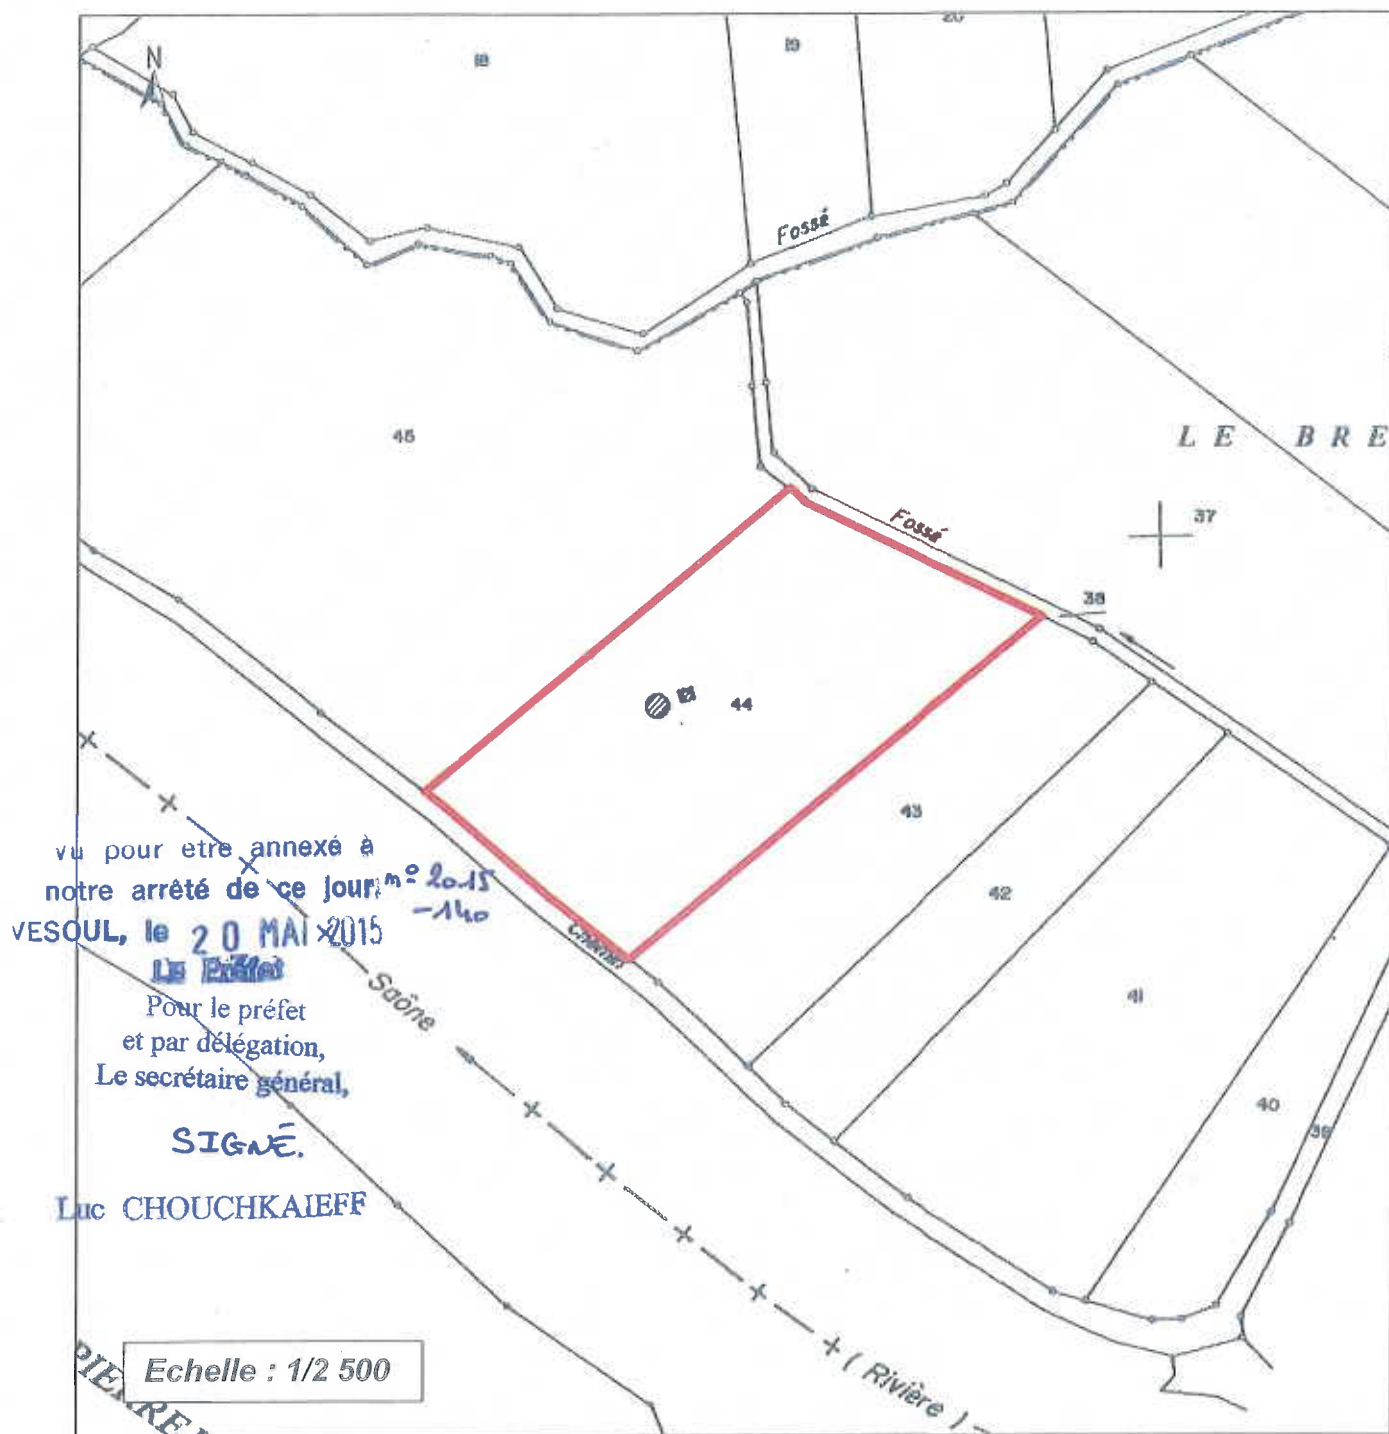 N
18
19
20
Fossé
45
LE BRE
37
Fossé
38
44
43
vu pour etre annexé à
notre arrêté de ce jour, n° 2015
-140
VESOUL, le 20 MAI 2015
Le Préfet
Pour le préfet
et par délégation,
Le secrétaire général,
SIGNÉ.
Luc CHOUCHKAIEFF
Chemin
42
41
40
39
Saône
(Rivière)
Echelle : 1/2 500
PIERRE